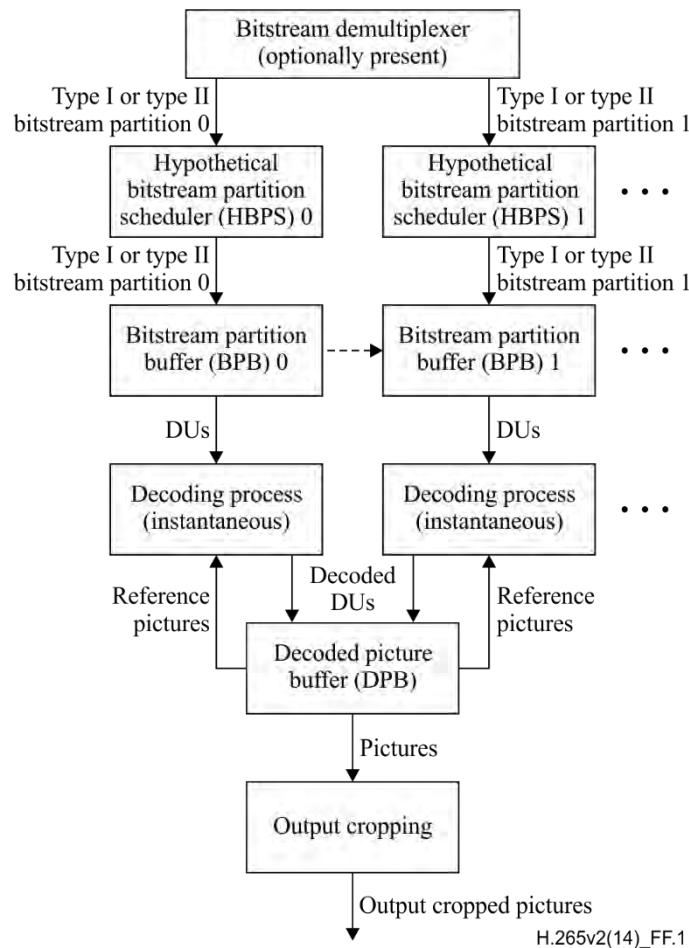 Bitstream demultiplexer
(optionally present)
Type I or type II
bitstream partition 0
Type I or type II
bitstream partition 1
Hypothetical
bitstream partition
scheduler (HBPS) 0
Hypothetical
bitstream partition
scheduler (HBPS) 1
• • •
Type I or type II
bitstream partition 0
Type I or type II
bitstream partition 1
Bitstream partition
buffer (BPB) 0
Bitstream partition
buffer (BPB) 1
• • •
DUs
DUs
Decoding process
(instantaneous)
Decoding process
(instantaneous)
• • •
Reference
pictures
Decoded
DUs
Reference
pictures
Decoded picture
buffer (DPB)
Pictures
Output cropping
Output cropped pictures
H.265v2(14)_FF.1